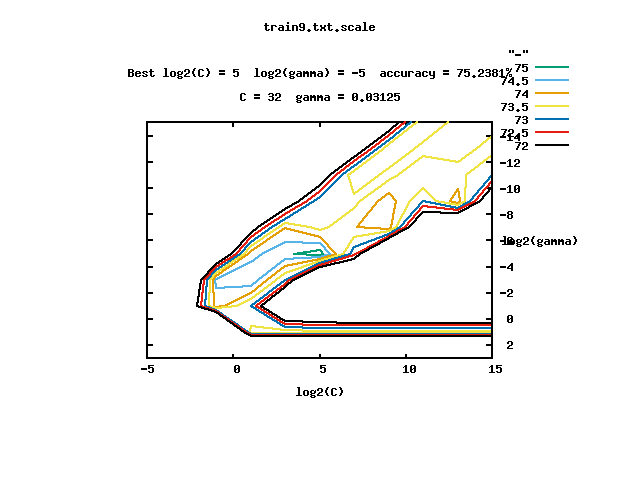 train9.txt.scale
"-"
Best log2(C) = 5  log2(gamma) = -5  accuracy = 75.2381%
75
74.5
C = 32  gamma = 0.03125
74
73.5
73
72.5
72
-14
-12
-10
-8
-6
log2(gamma)
-4
-2
0
2
-5 0 5 10 15
log2(C)